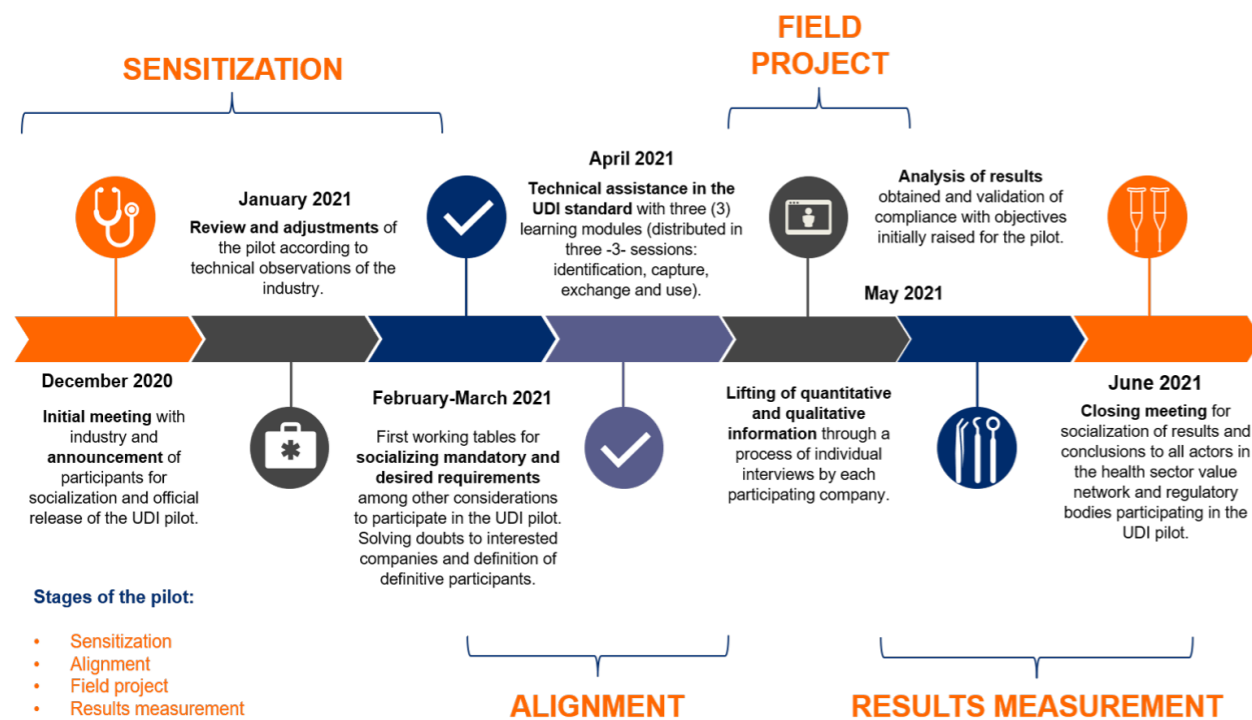 SENSITIZATION
FIELD
PROJECT
December 2020
Initial meeting with
industry and
announcement of
participants for
socialization and official
release of the UDI pilot.
January 2021
Review and adjustments of
the pilot according to
technical observations of the
industry.
February-March 2021
First working tables for
socializing mandatory and
desired requirements
among other considerations
to participate in the UDI pilot.
Solving doubts to interested
companies and definition of
definitive participants.
April 2021
Technical assistance in the
UDI standard with three (3)
learning modules (distributed in
three -3- sessions:
identification, capture,
exchange and use).
Lifting of quantitative
and qualitative
information through a
process of individual
interviews by each
participating company.
May 2021
Analysis of results
obtained and validation of
compliance with objectives
initially raised for the pilot.
June 2021
Closing meeting for
socialization of results and
conclusions to all actors in
the health sector value
network and regulatory
bodies participating in the
UDI pilot.
Stages of the pilot:
• Sensitization
• Alignment
• Field project
• Results measurement
ALIGNMENT
RESULTS MEASUREMENT